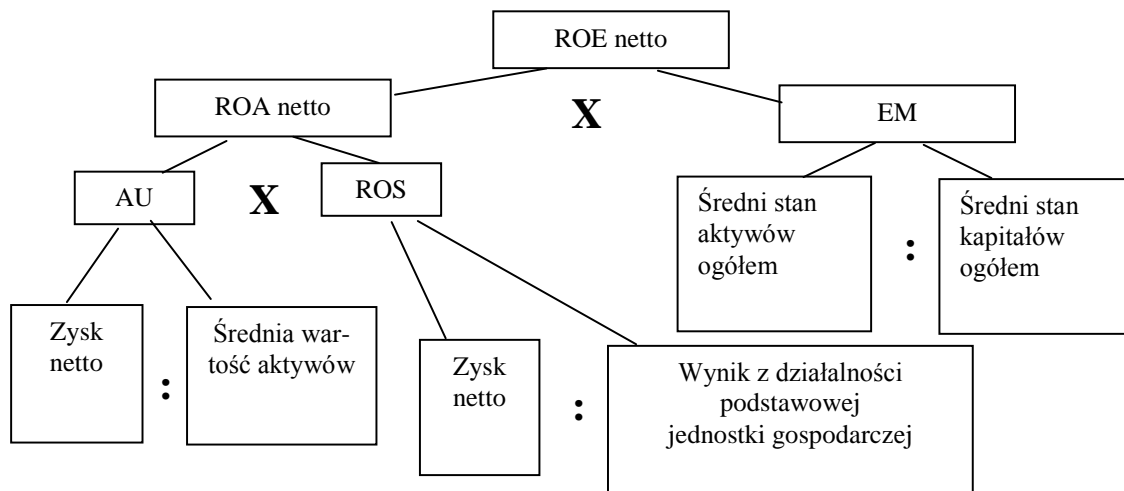 ROE netto
ROA netto
X
EM
AU
X
ROS
Średni stan
aktywów
ogółem
:
Średni stan
kapitałów
ogółem
Zysk
netto
:
Średnia war-
tość aktywów
Zysk
netto
:
Wynik z działalności
podstawowej
jednostki gospodarczej